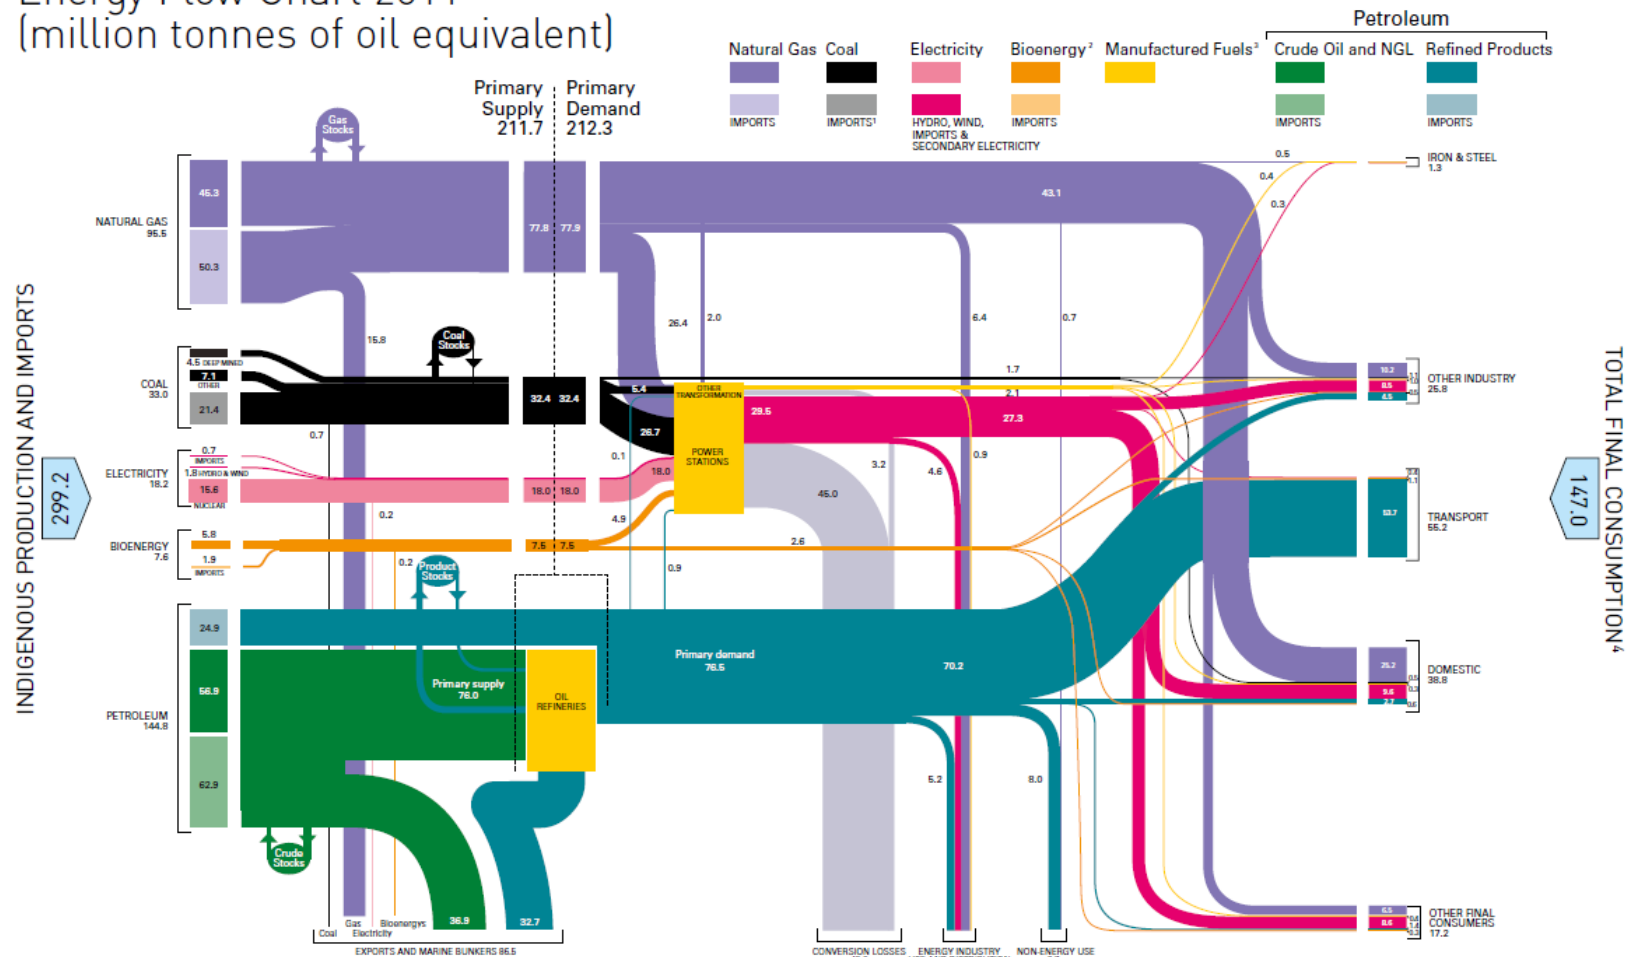 (million tonnes of oil equivalent)
Petroleum
Natural Gas
Coal
Electricity
Bioenergy²
Manufactured Fuels³
Crude Oil and NGL
Refined Products
IMPORTS
IMPORTS¹
HYDRO, WIND,
IMPORTS &
SECONDARY ELECTRICITY
IMPORTS
IMPORTS
IMPORTS
Primary
Supply
211.7
Primary
Demand
212.3
INDIGENOUS PRODUCTION AND IMPORTS
299.2
Gas
Stocks
NATURAL GAS
95.5
45.3
50.3
77.8
77.9
43.1
15.8
26.4
2.0
6.4
0.7
0.5
0.4
0.3
IRON & STEEL
1.3
COAL
33.0
4.5 DEEP MINED
7.1
OTHER
21.4
Coal
Stocks
0.7
32.4
32.4
5.4
26.7
OTHER
TRANSFORMATION
POWER
STATIONS
1.7
2.1
29.5
27.3
ELECTRICITY
18.2
0.7
IMPORTS
1.8 HYDRO & WIND
15.6
NUCLEAR
0.2
18.0
18.0
18.0
0.1
4.9
45.0
3.2
4.6
0.9
BIOENERGY
7.6
5.8
1.9
IMPORTS
0.2
7.5
7.5
2.6
0.9
Product
Stocks
PETROLEUM
144.8
24.9
56.9
62.9
Primary supply
76.0
OIL
REFINERIES
Primary demand
76.5
70.2
5.2
8.0
Crude
Stocks
36.9
32.7
Coal
Gas
Electricity
Bioenergys
EXPORTS AND MARINE BUNKERS 86.5
CONVERSION LOSSES
ENERGY INDUSTRY
NON-ENERGY USE
10.2
8.5
4.5
OTHER INDUSTRY
25.8
53.7
1.1
TRANSPORT
55.2
25.2
9.6
2.7
DOMESTIC
38.8
6.5
8.6
OTHER FINAL
CONSUMERS
17.2
TOTAL FINAL CONSUMPTION⁴
147.0